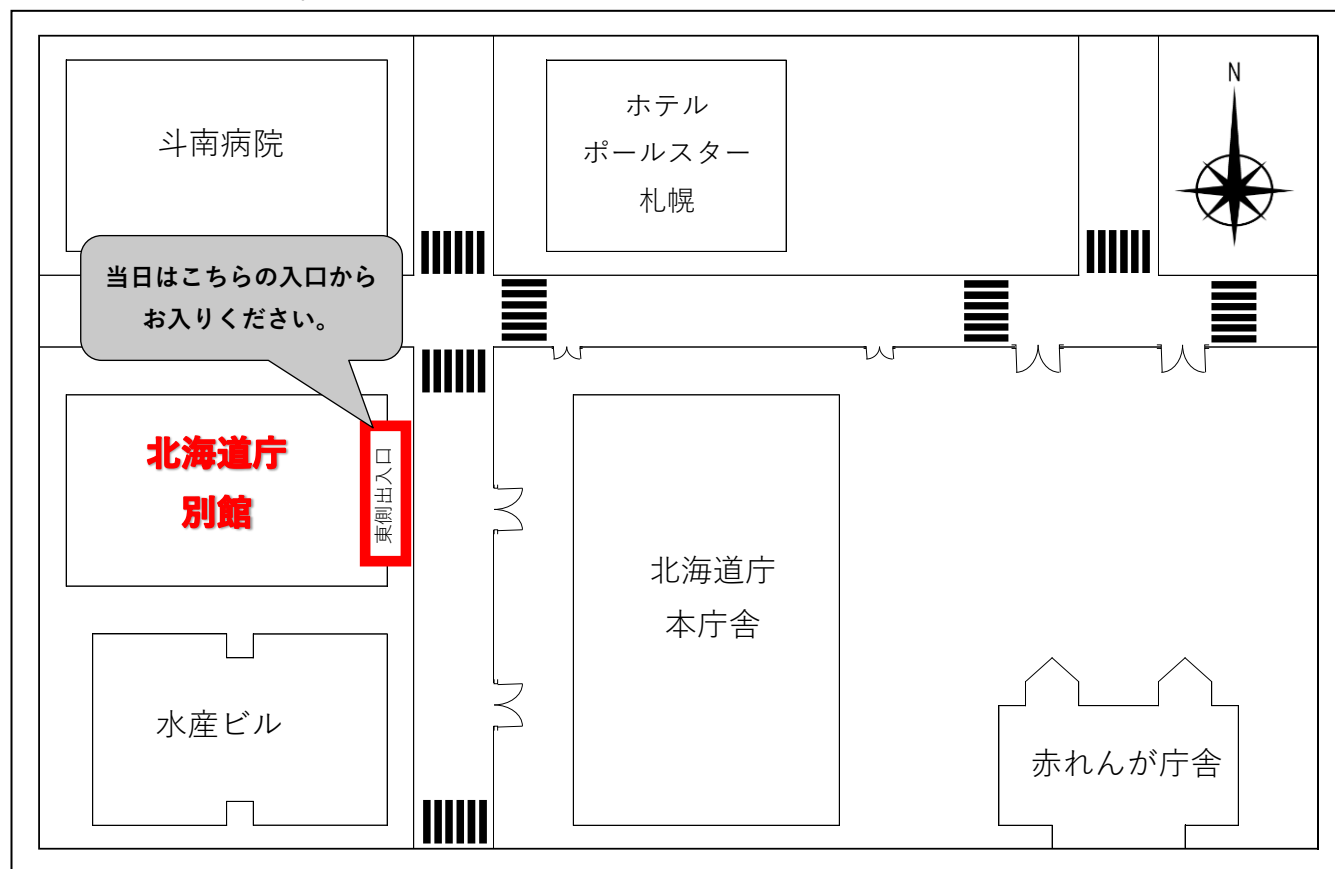 斗南病院
ホテル
ポールスター
札幌
N
当日はこちらの入口から
お入りください。
北海道庁
別館
東側出入口
北海道庁
本庁舎
水産ビル
赤れんが庁舎